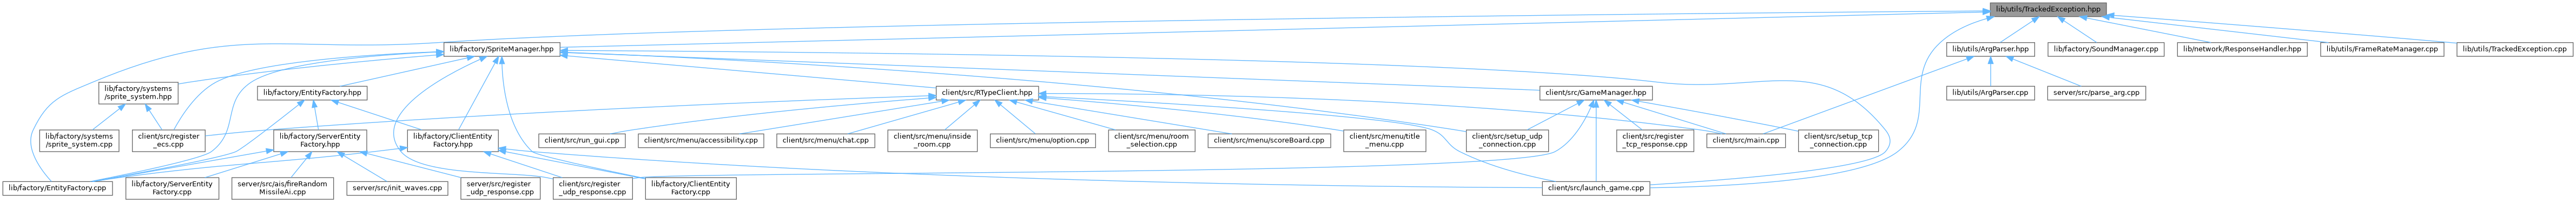 lib/utils/TrackedException.hpp
lib/factory/SpriteManager.hpp
lib/utils/ArgParser.hpp
lib/factory/SoundManager.cpp
lib/network/ResponseHandler.hpp
lib/utils/FrameRateManager.cpp
lib/utils/TrackedException.cpp
lib/factory/systems
/sprite_system.hpp
lib/factory/EntityFactory.hpp
client/src/RTypeClient.hpp
client/src/GameManager.hpp
lib/utils/ArgParser.cpp
server/src/parse_arg.cpp
lib/factory/systems
/sprite_system.cpp
client/src/register
_ecs.cpp
lib/factory/ServerEntity
Factory.hpp
lib/factory/ClientEntity
Factory.hpp
client/src/run_gui.cpp
client/src/menu/accessibility.cpp
client/src/menu/chat.cpp
client/src/menu/inside
_room.cpp
client/src/menu/option.cpp
client/src/menu/room
_selection.cpp
client/src/menu/scoreBoard.cpp
client/src/menu/title
_menu.cpp
client/src/setup_udp
_connection.cpp
client/src/register
_tcp_response.cpp
client/src/main.cpp
client/src/setup_tcp
_connection.cpp
lib/factory/EntityFactory.cpp
lib/factory/ServerEntity
Factory.cpp
server/src/ais/fireRandom
MissileAi.cpp
server/src/init_waves.cpp
server/src/register
_udp_response.cpp
client/src/register
_udp_response.cpp
lib/factory/ClientEntity
Factory.cpp
client/src/launch_game.cpp